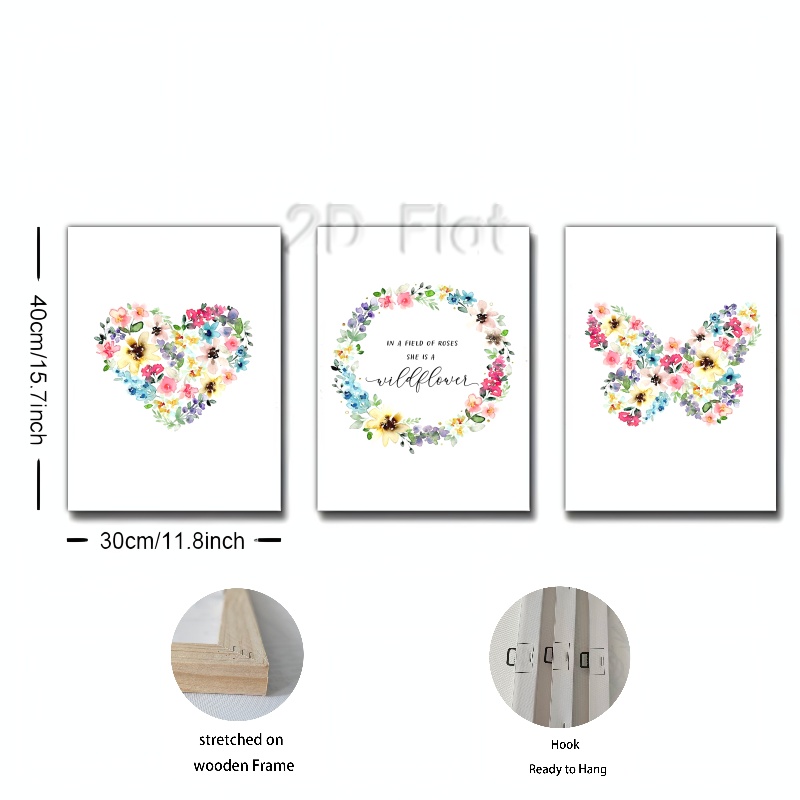 2D Flat
40cm/15.7inch
IN A FIELD OF ROSES
SHE IS A
wildflower
30cm/11.8inch
stretched on
wooden Frame
Hook
Ready to Hang